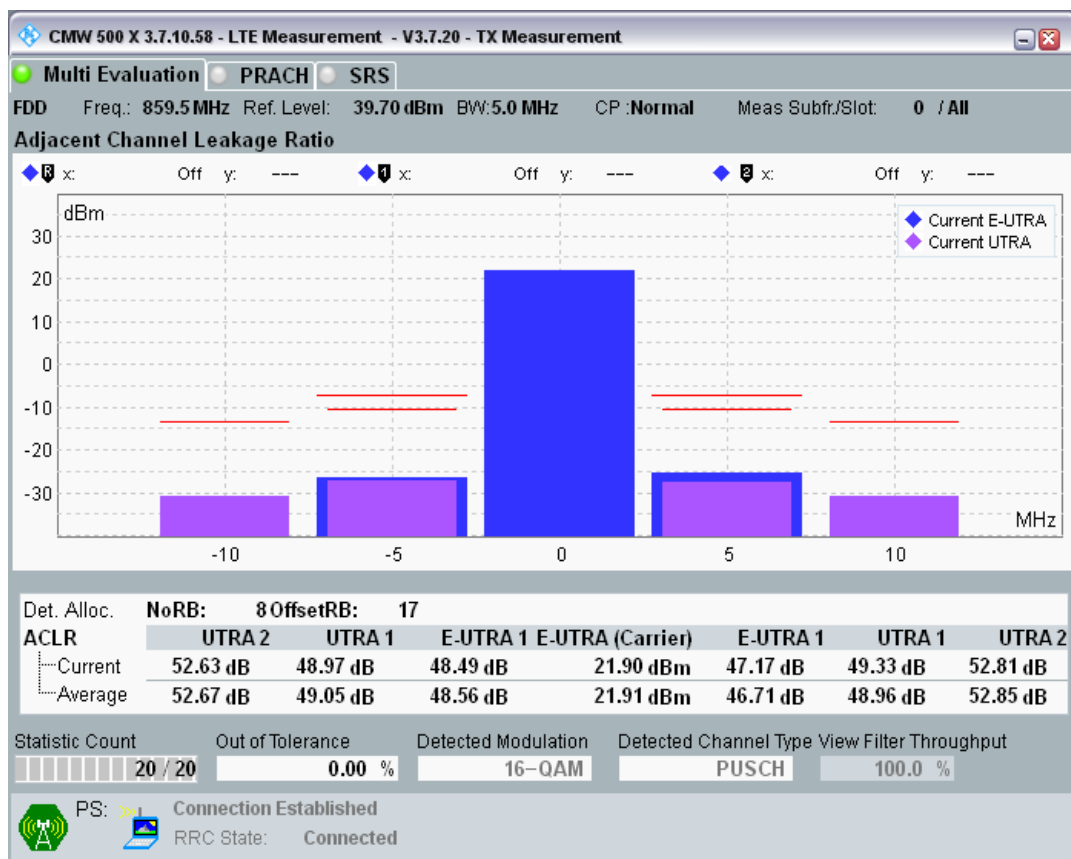 CMW 500 X 3.7.10.58 - LTE Measurement - V3.7.20 - TX Measurement
Multi Evaluation PRACH SRS
FDD Freq.: 859.5 MHz Ref. Level: 39.70 dBm BW:5.0 MHz CP :Normal Meas Subfr./Slot: 0 / All
Adjacent Channel Leakage Ratio
R x: Off y: --- 1 x: Off y: --- 2 x: Off y: ---
dBm
Current E-UTRA
Current UTRA
30
20
10
0
-10
-20
-30
MHz
-10 -5 0 5 10
Det. Alloc. NoRB: 8 OffsetRB: 17
ACLR UTRA 2 UTRA 1 E-UTRA 1 E-UTRA (Carrier) E-UTRA 1 UTRA 1 UTRA 2
Current 52.63 dB 48.97 dB 48.49 dB 21.90 dBm 47.17 dB 49.33 dB 52.81 dB
Average 52.67 dB 49.05 dB 48.56 dB 21.91 dBm 46.71 dB 48.96 dB 52.85 dB
Statistic Count Out of Tolerance Detected Modulation Detected Channel Type View Filter Throughput
20 / 20 0.00 % 16-QAM PUSCH 100.0 %
PS: Connection Established
RRC State: Connected